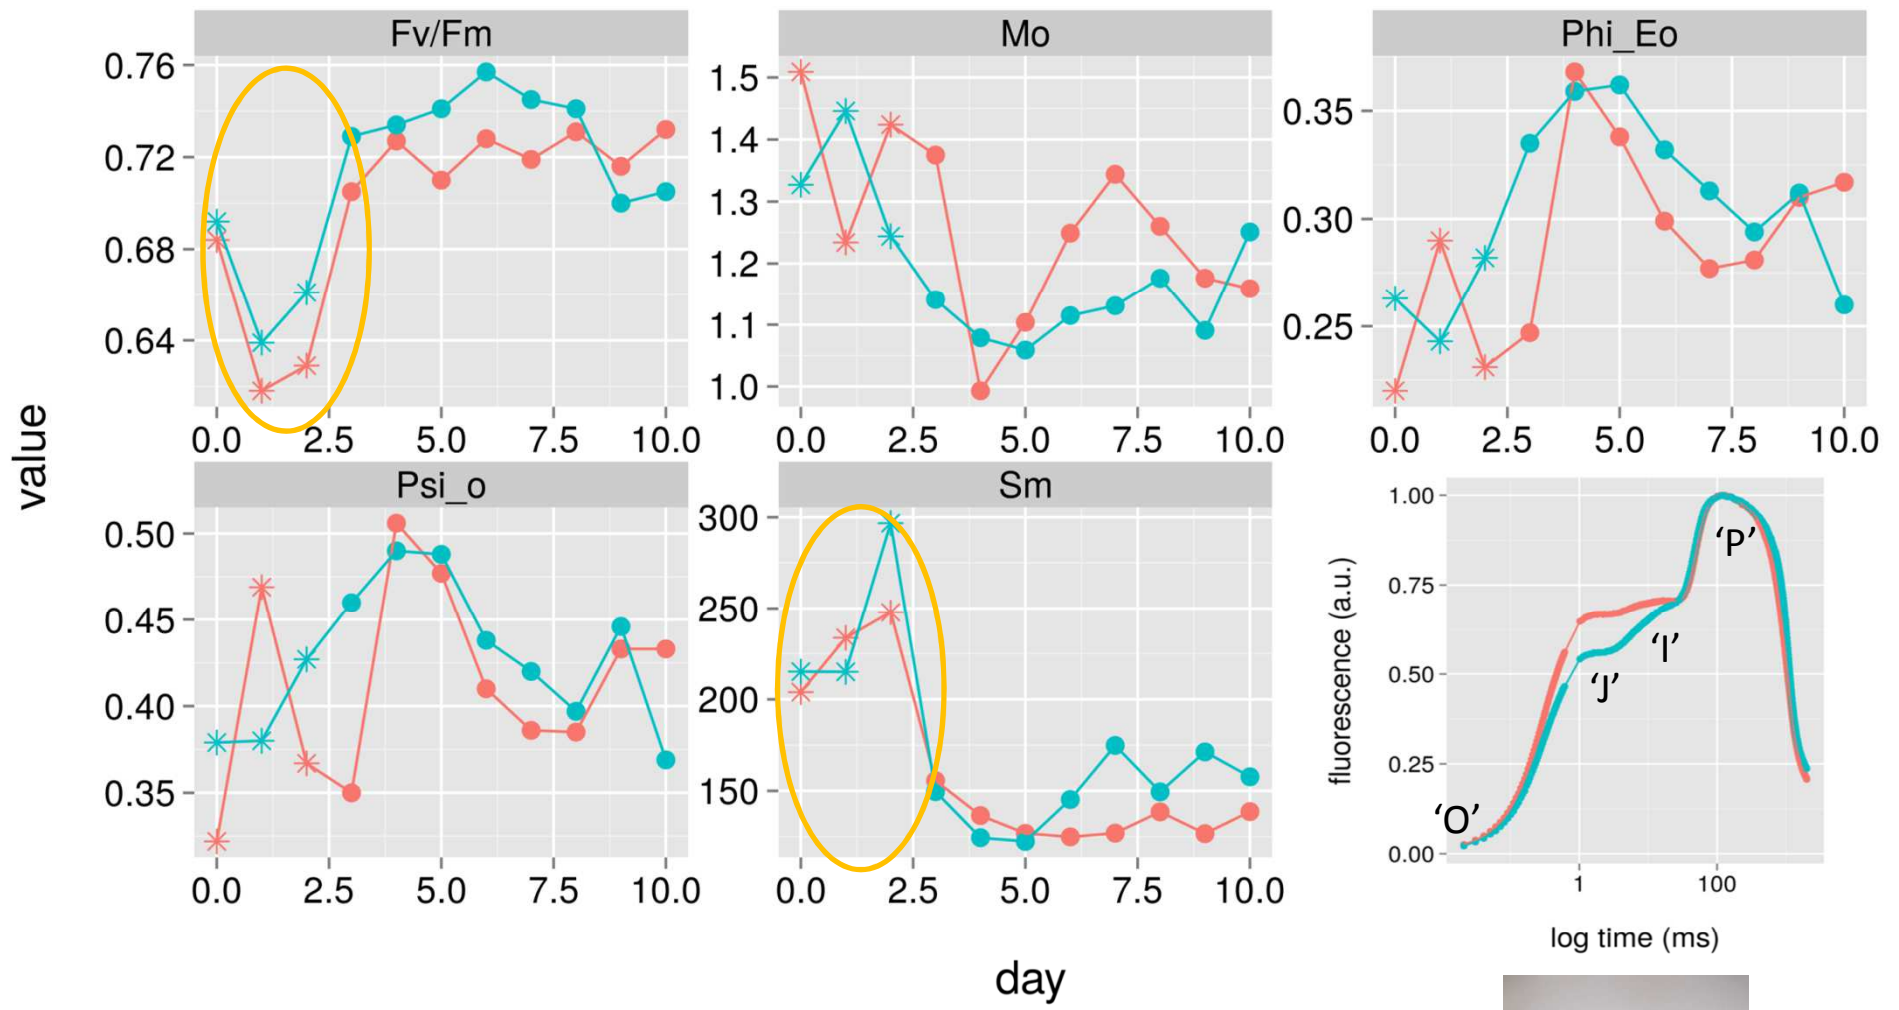 Fv/Fm
Mo
Phi_Eo
0.76
0.72
0.68
0.64
1.5
1.4
1.3
1.2
1.1
1.0
0.35
0.30
0.25
0.0 2.5 5.0 7.5 10.0
0.0 2.5 5.0 7.5 10.0
0.0 2.5 5.0 7.5 10.0
value
Psi_o
Sm
0.50
0.45
0.40
0.35
300
250
200
150
0.0 2.5 5.0 7.5 10.0
0.0 2.5 5.0 7.5 10.0
day
fluorescence (a.u.)
1.00
0.75
0.50
0.25
0.00
‘P’
‘I’
‘J’
‘O’
1 100
log time (ms)